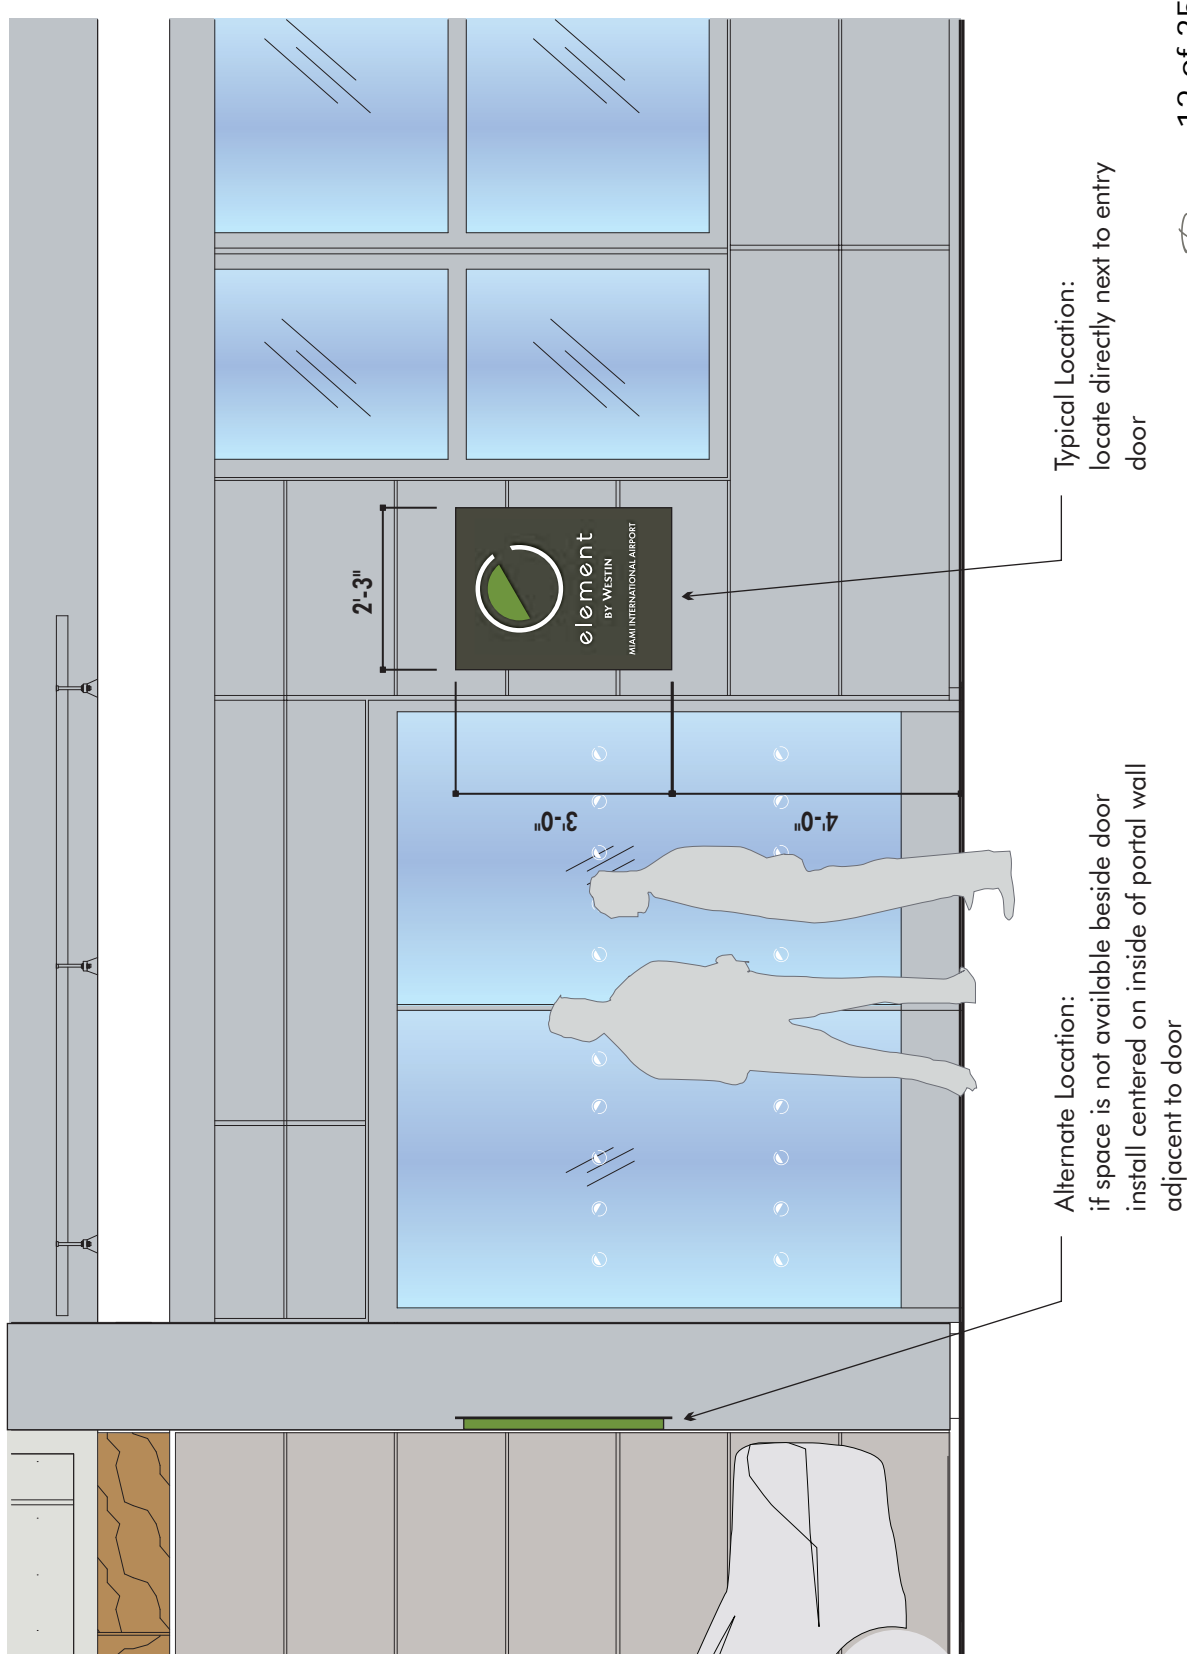 2'-3"
element
BY WESTIN
MIAMI INTERNATIONAL AIRPORT
3'-0"
4'-0"
Alternate Location:
if space is not available beside door
install centered on inside of portal wall
adjacent to door
Typical Location:
locate directly next to entry
door